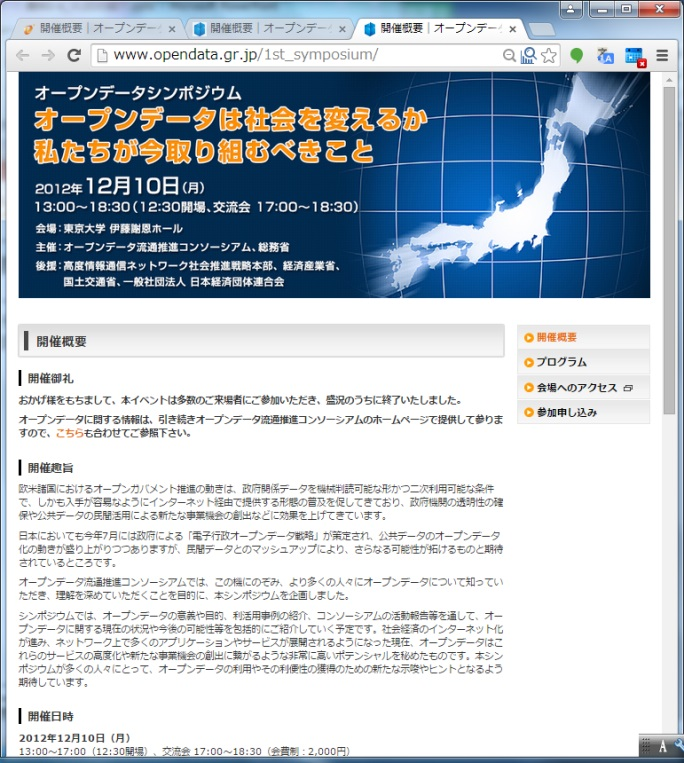 開催概要 | オープンデー
開催概要 | オープンデー
開催概要 | オープンデー
www.opendata.gr.jp/1st_symposium/
オープンデータシンポジウム
オープンデータは社会を変えるか
私たちが今取り組むべきこと
2012年12月10日(月)
13:00~18:30(12:30開場、交流会 17:00~18:30)
会場:東京大学 伊藤謝恩ホール
主催:オープンデータ流通推進コンソーシアム、総務省
後援:高度情報通信ネットワーク社会推進戦略本部、経済産業省、
国土交通省、一般社団法人 日本経済団体連合会
開催概要
開催概要
プログラム
会場へのアクセス
参加申し込み
開催御礼
おかげ様をもちまして、本イベントは多数のご来場者にご参加いただき、盛況のうちに終了いたしました。
オープンデータに関する情報は、引き続きオープンデータ流通推進コンソーシアムのホームページで提供して参りま
すので、こちらも合わせてご参照下さい。
開催趣旨
欧米諸国におけるオープンガバメント推進の動きは、政府関係データを機械判読可能な形かつ二次利用可能な条件
で、しかも入手が容易なようにインターネット経由で提供する形態の普及を促してきており、政府機関の透明性の確
保や公共データの民間活用による新たな事業機会の創出などに効果を上げてきています。
日本においても今年7月には政府による「電子行政オープンデータ戦略」が策定され、公共データのオープンデータ
化の動きが盛り上がりつつありますが、民間データとのマッシュアップにより、さらなる可能性が拓けるものと期待
されているところです。
オープンデータ流通推進コンソーシアムでは、この機にのぞみ、より多くの人々にオープンデータについて知ってい
ただき、理解を深めていただくことを目的に、本シンポジウムを企画しました。
シンポジウムでは、オープンデータの意義や目的、利活用事例の紹介、コンソーシアムの活動報告等を通して、オー
プンデータに関する現在の状況や今後の可能性等を包括的にご紹介していく予定です。社会経済のインターネット化
が進み、ネットワーク上で多くのアプリケーションやサービスが展開されるようになった現在、オープンデータはこ
れらのサービスの高度化や新たな事業機会の創出に繋がるような非常に高いポテンシャルを秘めたものです。本シン
ポジウムが多くの人々にとって、オープンデータの利用やその利便性の獲得のための新たな示唆やヒントとなるよう
期待しています。
開催日時
2012年12月10日(月)
13:00~17:00(12:30開場)、交流会 17:00~18:30(会費制:2,000円)
A